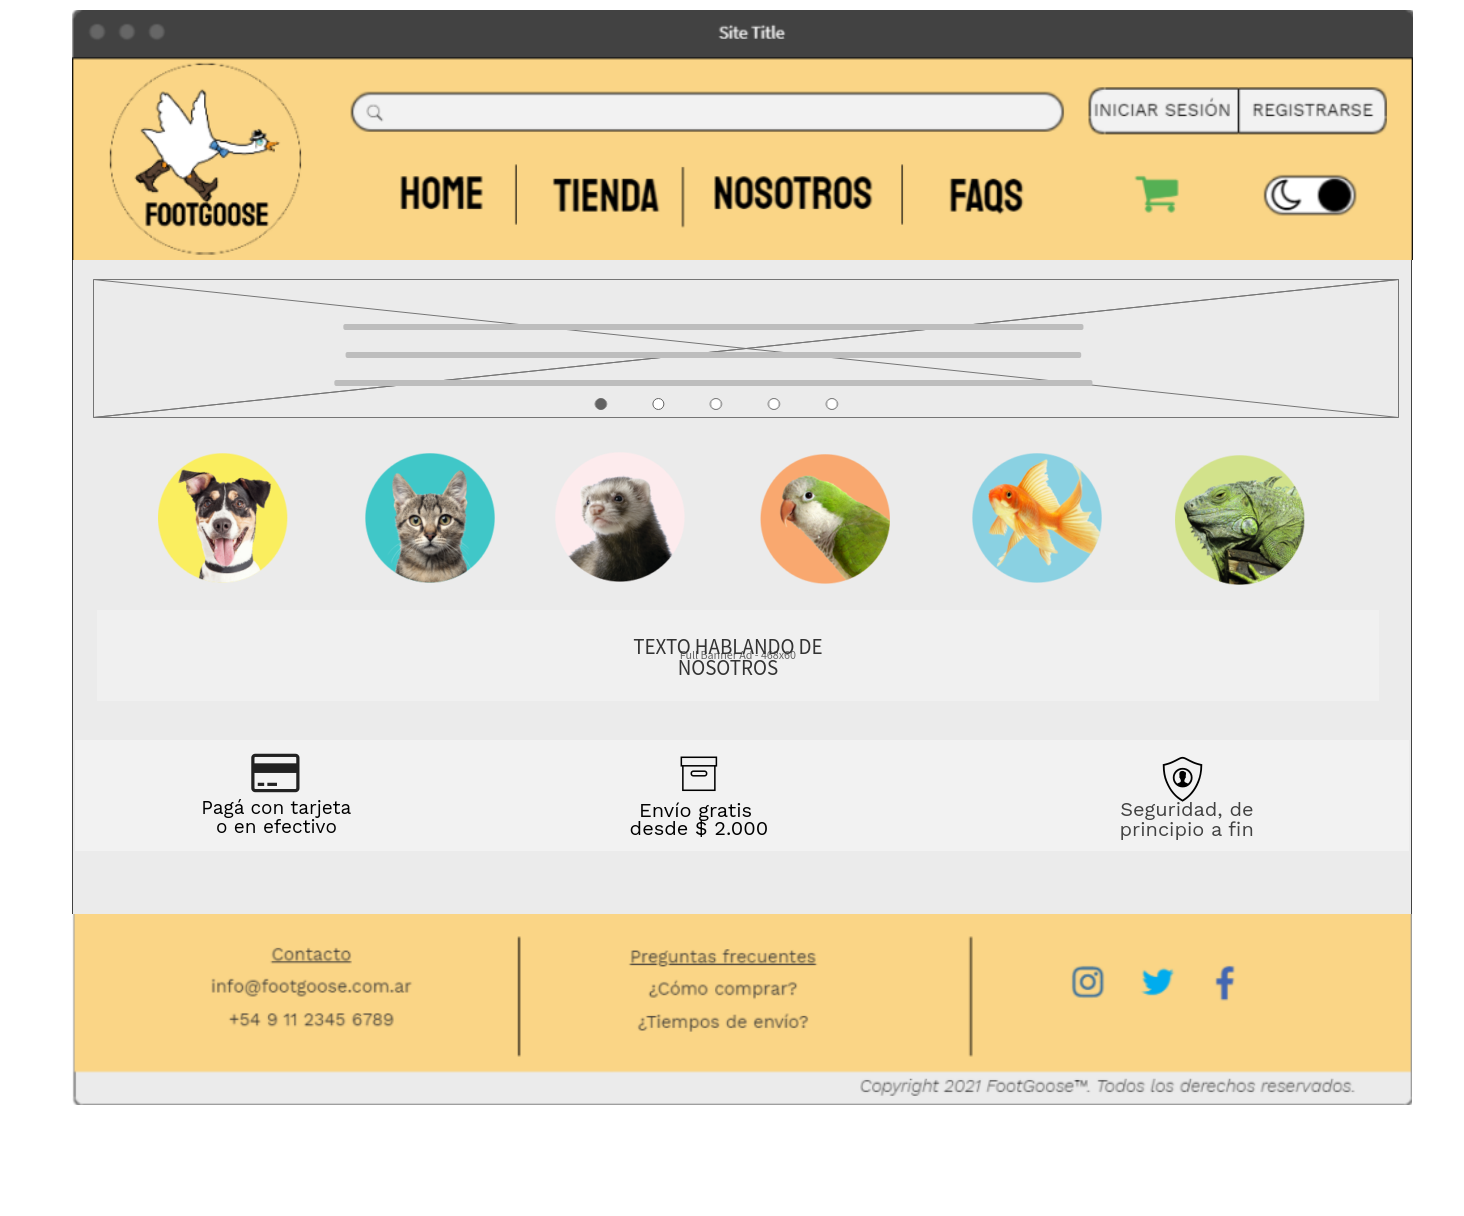 Site Title
INICIAR SESIÓN
REGISTRARSE
HOME
TIENDA
NOSOTROS
FAQS
FOOTGOOSE
TEXTO HABLANDO DE
Full Banner Ad - 468x60
NOSOTROS
Pagá con tarjeta
o en efectivo
Envío gratis
desde $ 2.000
Seguridad, de
principio a fin
Contacto
info@footgoose.com.ar
+54 9 11 2345 6789
Preguntas frecuentes
¿Cómo comprar?
¿Tiempos de envío?
Copyright 2021 FootGoose™. Todos los derechos reservados.